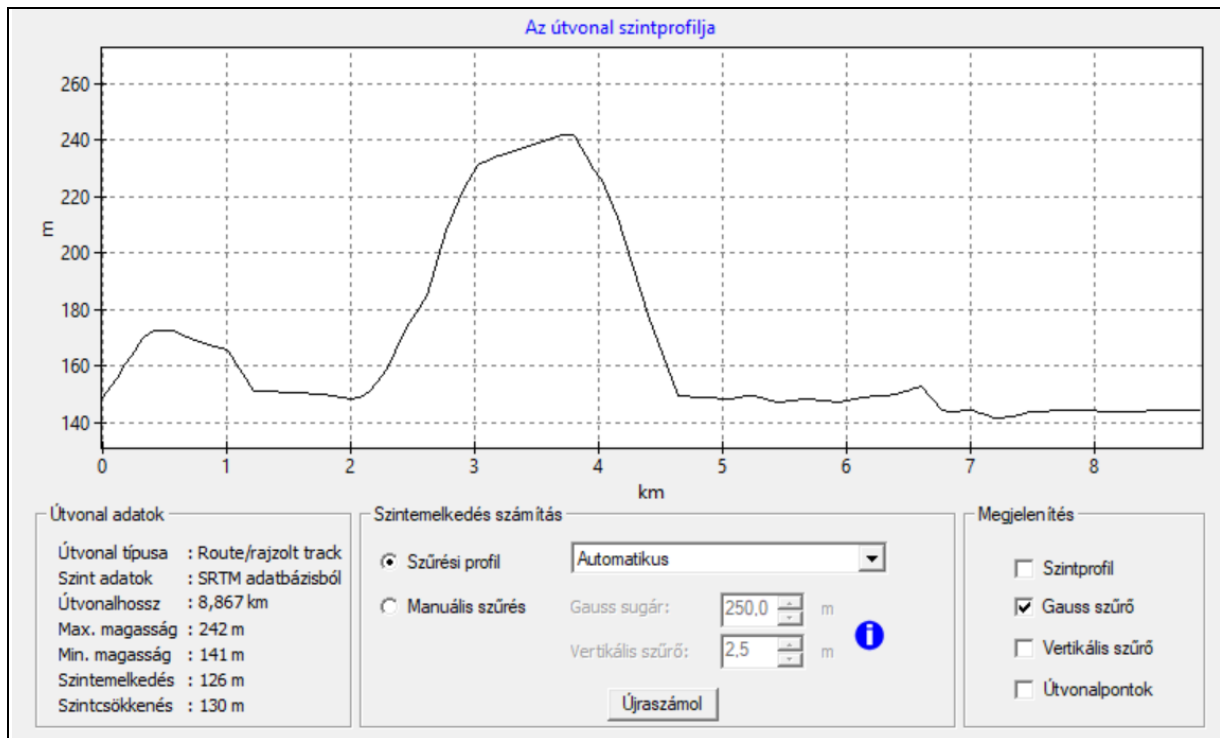 Az útvonal szintprofilja
260
240
220
200
180
160
140
m
0 1 2 3 4 5 6 7 8
km
Útvonal adatok
Útvonal típusa : Route/rajzolt track
Szint adatok : SRTM adatbázisból
Útvonalhossz : 8,867 km
Max. magasság : 242 m
Min. magasság : 141 m
Szintemelkedés : 126 m
Szintcsökkenés : 130 m
Szintemelkedés számítás
Szűrési profil Automatikus
Manuális szűrés Gauss sugár: 250,0 m
Vertikális szűrő: 2,5 m
i
Újraszámol
Megjelenítés
Szintprofil
Gauss szűrő
Vertikális szűrő
Útvonalpontok